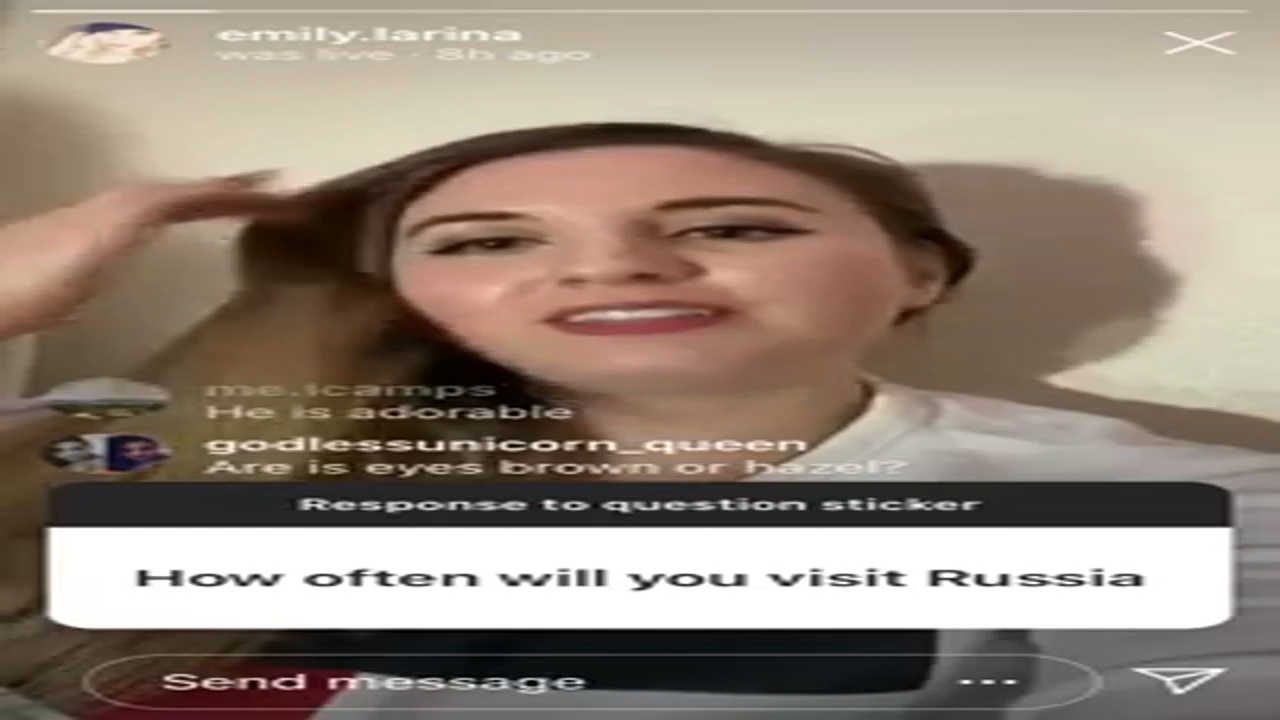 emily.larina
was live · 8h ago
me.lcamps
He is adorable
godlessunicorn_queen
Are is eyes brown or hazel?
Response to question sticker
How often will you visit Russia
Send message